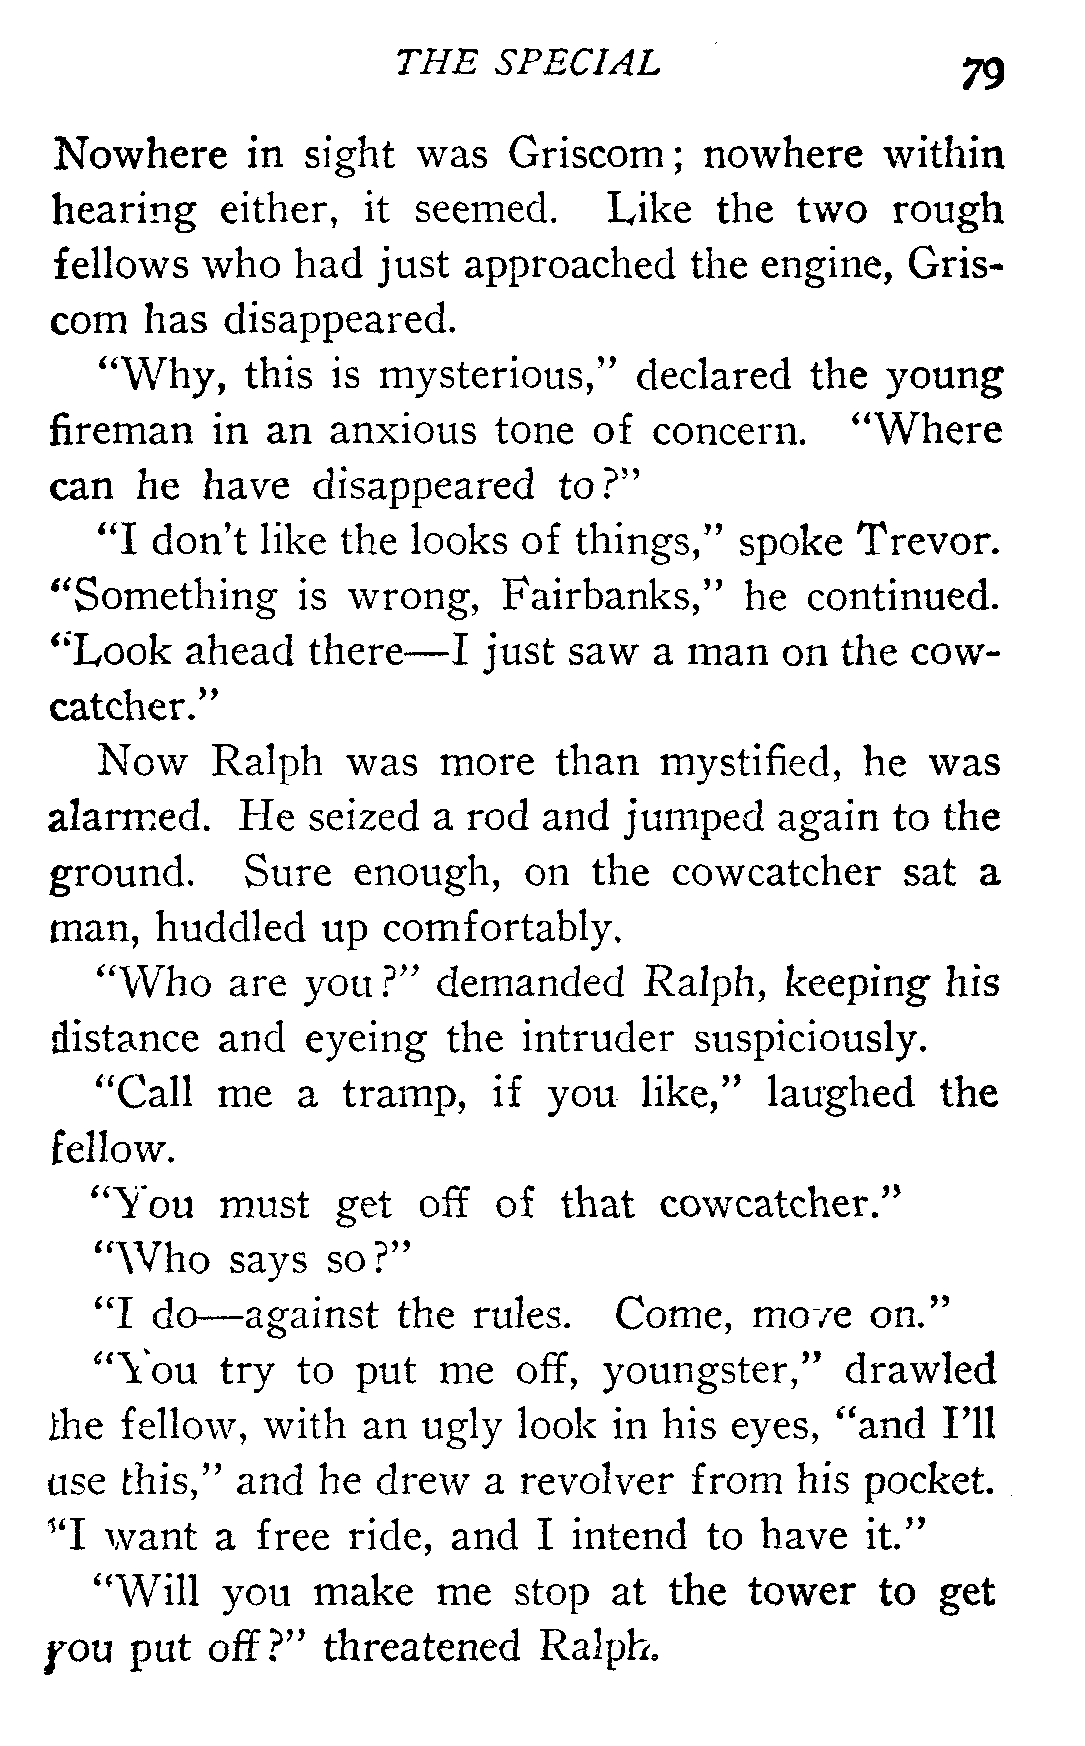 THE SPECIAL 79
Nowhere in sight was Griscom; nowhere within
hearing either, it seemed. Like the two rough
fellows who had just approached the engine, Gris-
com has disappeared.
"Why, this is mysterious," declared the young
fireman in an anxious tone of concern. "Where
can he have disappeared to?"
"I don't like the looks of things," spoke Trevor.
"Something is wrong, Fairbanks," he continued.
"Look ahead there—I just saw a man on the cow-
catcher."
Now Ralph was more than mystified, he was
alarmed. He seized a rod and jumped again to the
ground. Sure enough, on the cowcatcher sat a
man, huddled up comfortably.
"Who are you?" demanded Ralph, keeping his
distance and eyeing the intruder suspiciously.
"Call me a tramp, if you like," laughed the
fellow.
"You must get off of that cowcatcher."
"Who says so?"
"I do—against the rules. Come, move on."
"You try to put me off, youngster," drawled
the fellow, with an ugly look in his eyes, "and I'll
use this," and he drew a revolver from his pocket.
"I want a free ride, and I intend to have it."
"Will you make me stop at the tower to get
you put off?" threatened Ralph.